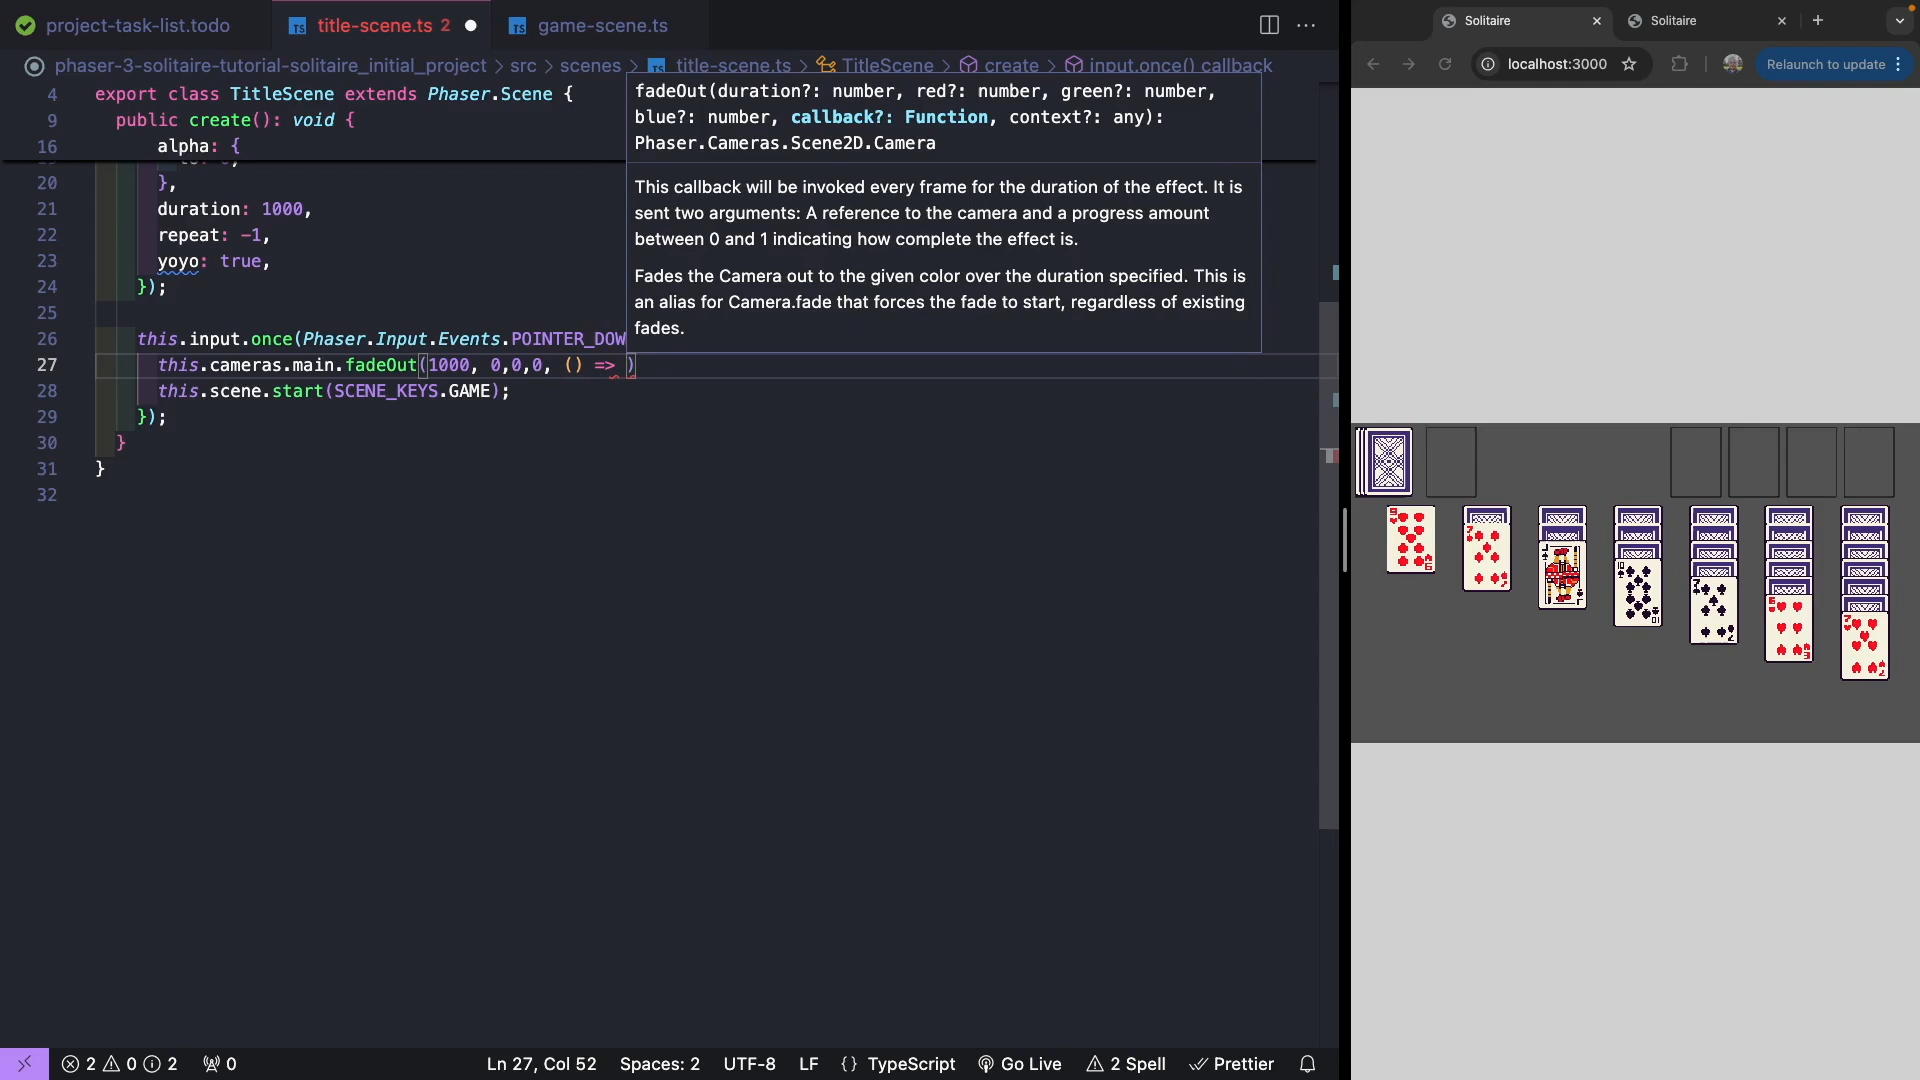 project-task-list.todo
title-scene.ts 2
game-scene.ts
phaser-3-solitaire-tutorial-solitaire_initial_project > src > scenes > TS title-scene.ts > TitleScene > create > input.once() callback
4 export class TitleScene extends Phaser.Scene {
9 public create(): void {
16 alpha: {
20 },
21 duration: 1000,
22 repeat: -1,
23 yoyo: true,
24 });
25
26 this.input.once(Phaser.Input.Events.POINTER_DOW
27 this.cameras.main.fadeOut(1000, 0,0,0, () => )
28 this.scene.start(SCENE_KEYS.GAME);
29 });
30 }
31 }
32
fadeOut(duration?: number, red?: number, green?: number,
blue?: number, callback?: Function, context?: any):
Phaser.Cameras.Scene2D.Camera
This callback will be invoked every frame for the duration of the effect. It is
sent two arguments: A reference to the camera and a progress amount
between 0 and 1 indicating how complete the effect is.
Fades the Camera out to the given color over the duration specified. This is
an alias for Camera.fade that forces the fade to start, regardless of existing
fades.
2 0 2 0 Ln 27, Col 52 Spaces: 2 UTF-8 LF {} TypeScript Go Live 2 Spell Prettier
Solitaire
Solitaire
localhost:3000
Relaunch to update